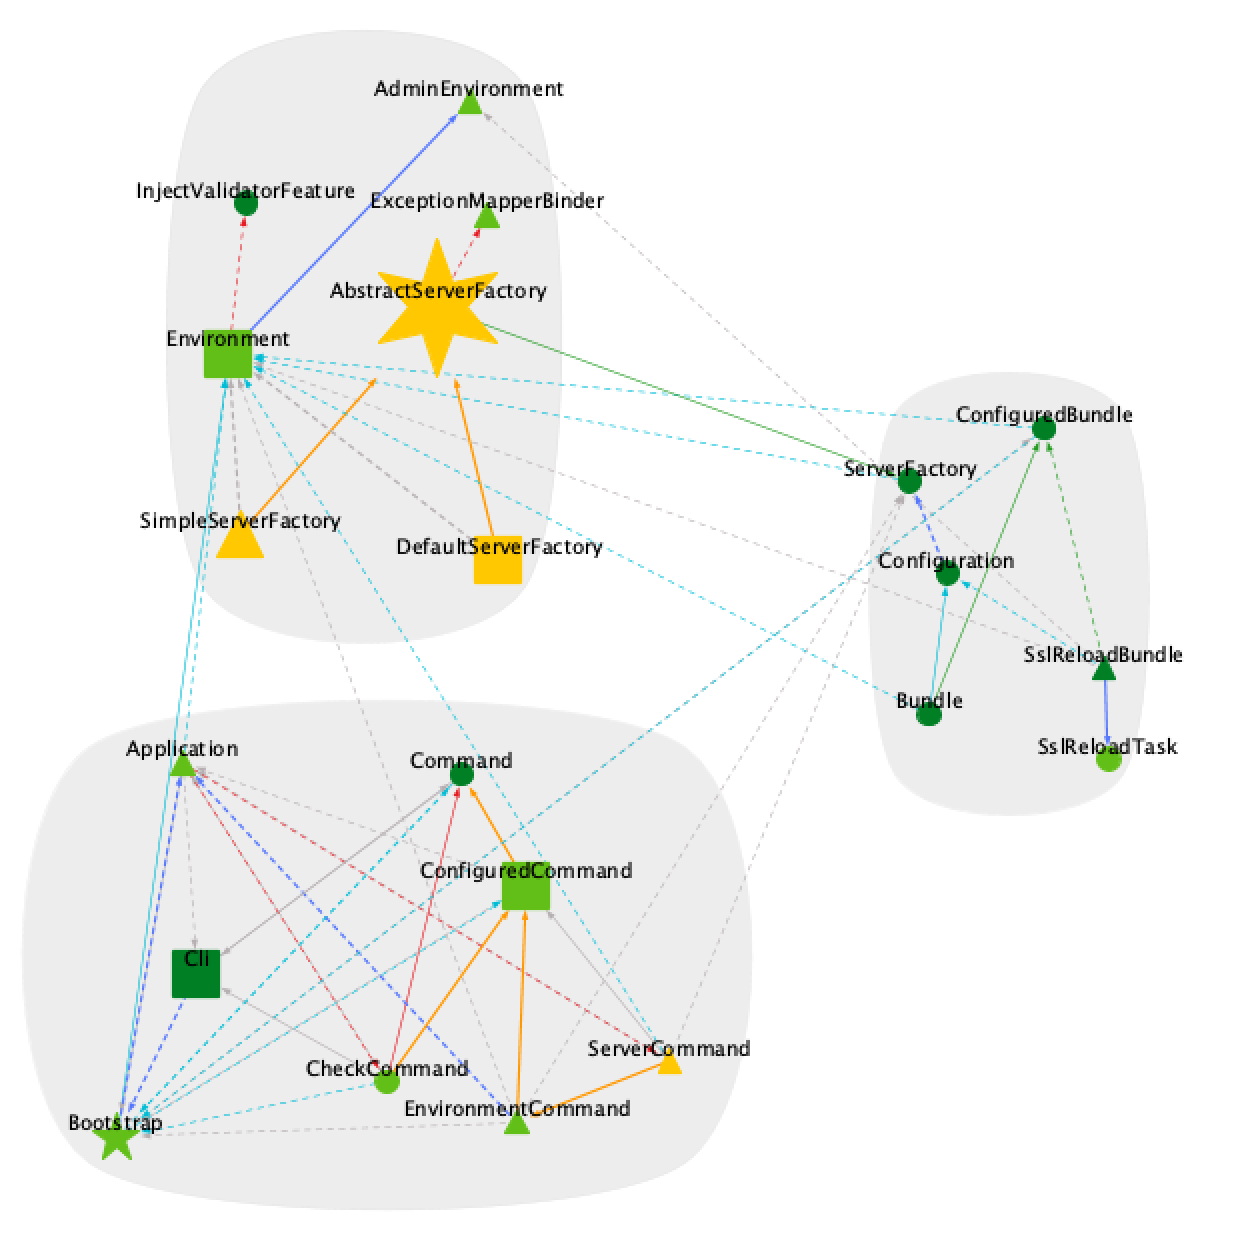 AdminEnvironment
InjectValidatorFeature
ExceptionMapperBinder
AbstractServerFactory
Environment
SimpleServerFactory
DefaultServerFactory
ConfiguredBundle
ServerFactory
Configuration
SslReloadBundle
Bundle
SslReloadTask
Application
Command
ConfiguredCommand
Cli
ServerCommand
CheckCommand
EnvironmentCommand
Bootstrap